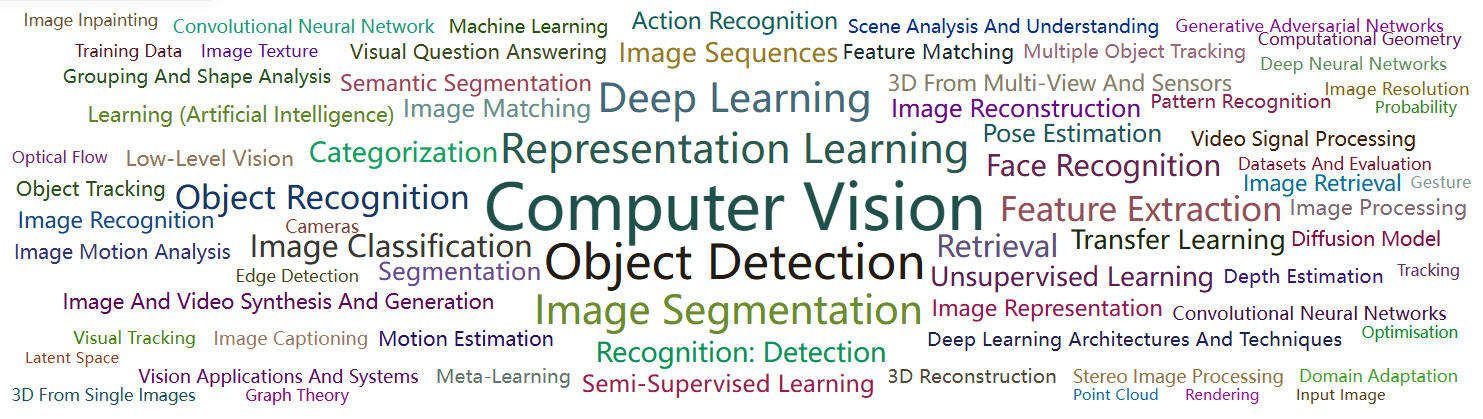 Image Inpainting
Convolutional Neural Network
Machine Learning
Action Recognition
Scene Analysis And Understanding
Generative Adversarial Networks
Computational Geometry
Training Data
Image Texture
Visual Question Answering
Image Sequences
Feature Matching
Multiple Object Tracking
Deep Neural Networks
Grouping And Shape Analysis
Semantic Segmentation
Deep Learning
3D From Multi-View And Sensors
Image Resolution
Learning (Artificial Intelligence)
Image Matching
Image Reconstruction
Pattern Recognition
Probability
Optical Flow
Low-Level Vision
Categorization
Representation Learning
Pose Estimation
Video Signal Processing
Face Recognition
Datasets And Evaluation
Object Tracking
Object Recognition
Computer Vision
Image Retrieval
Gesture
Image Recognition
Cameras
Feature Extraction
Image Processing
Image Motion Analysis
Image Classification
Object Detection
Retrieval
Transfer Learning
Diffusion Model
Edge Detection
Segmentation
Unsupervised Learning
Depth Estimation
Tracking
Image And Video Synthesis And Generation
Image Segmentation
Image Representation
Convolutional Neural Networks
Visual Tracking
Image Captioning
Motion Estimation
Recognition: Detection
Deep Learning Architectures And Techniques
Optimisation
Latent Space
Vision Applications And Systems
Meta-Learning
Semi-Supervised Learning
3D Reconstruction
Stereo Image Processing
Domain Adaptation
3D From Single Images
Graph Theory
Point Cloud
Rendering
Input Image